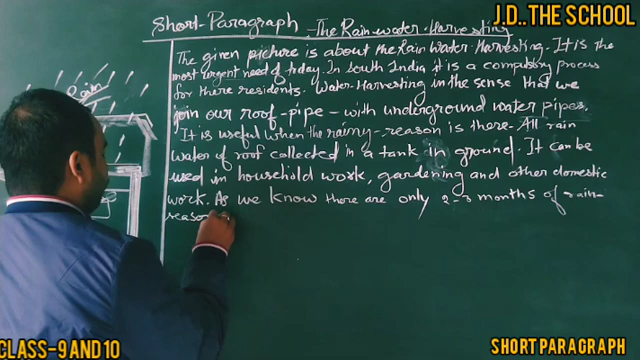 J.D..THE SCHOOL
Short-Paragraph - The Rain-water-Harvesting
The given picture is about the Rain Water-Harvesting. It is the
most urgent need of today. In South India it is a compulsory process
for there residents. Water-Harvesting in the sense that we
join our roof-pipe - with underground water pipes.
It is useful when the rainy-reason is there. All rain
water of roof collected in a tank in ground. It can be
used in household work, gardening and other domestic
work. As we know there are only 2-3 months of rain-
reason
Rain
CLASS-9 AND 10
SHORT PARAGRAPH